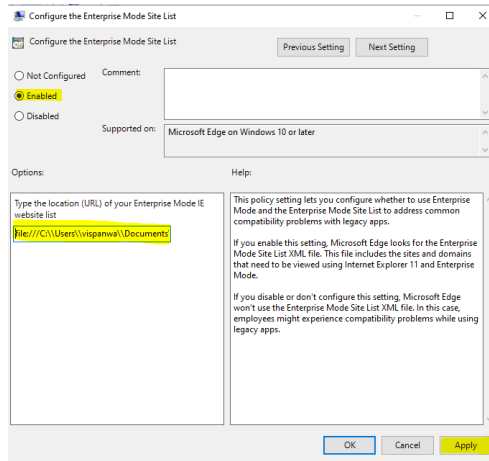 Configure the Enterprise Mode Site List
Configure the Enterprise Mode Site List
Previous Setting
Next Setting
Not Configured
Comment:
Enabled
Disabled
Supported on:
Microsoft Edge on Windows 10 or later
Options:
Help:
Type the location (URL) of your Enterprise Mode IE
website list
file:///C:\\Users\\vispanwa\\Documents
This policy setting lets you configure whether to use Enterprise
Mode and the Enterprise Mode Site List to address common
compatibility problems with legacy apps.
If you enable this setting, Microsoft Edge looks for the Enterprise
Mode Site List XML file. This file includes the sites and domains
that need to be viewed using Internet Explorer 11 and Enterprise
Mode.
If you disable or don't configure this setting, Microsoft Edge
won't use the Enterprise Mode Site List XML file. In this case,
employees might experience compatibility problems while using
legacy apps.
OK
Cancel
Apply